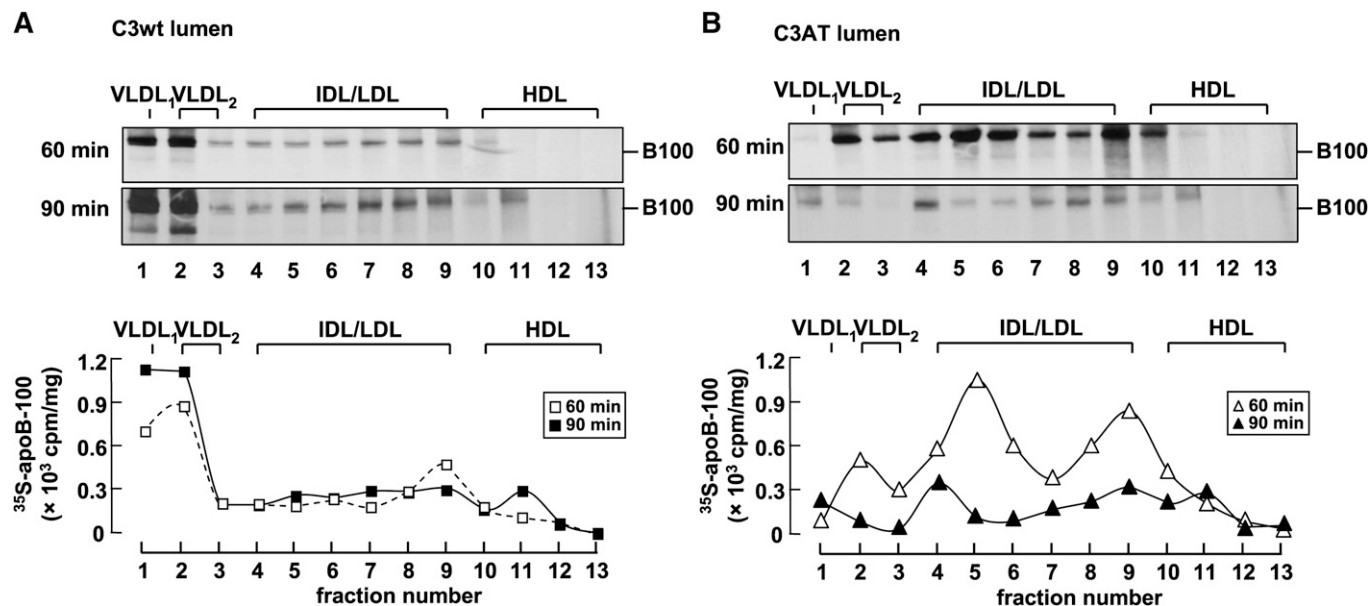 A
C3wt lumen
VLDL1 VLDL2 IDL/LDL HDL
60 min B100
90 min B100
1 2 3 4 5 6 7 8 9 10 11 12 13
VLDL1 VLDL2 IDL/LDL HDL
35S-apoB-100
(× 10³ cpm/mg)
1.2
0.9
0.6
0.3
0
60 min
90 min
1 2 3 4 5 6 7 8 9 10 11 12 13
fraction number
B
C3AT lumen
VLDL1 VLDL2 IDL/LDL HDL
60 min B100
90 min B100
1 2 3 4 5 6 7 8 9 10 11 12 13
VLDL1 VLDL2 IDL/LDL HDL
35S-apoB-100
(× 10³ cpm/mg)
1.2
0.9
0.6
0.3
0
60 min
90 min
1 2 3 4 5 6 7 8 9 10 11 12 13
fraction number